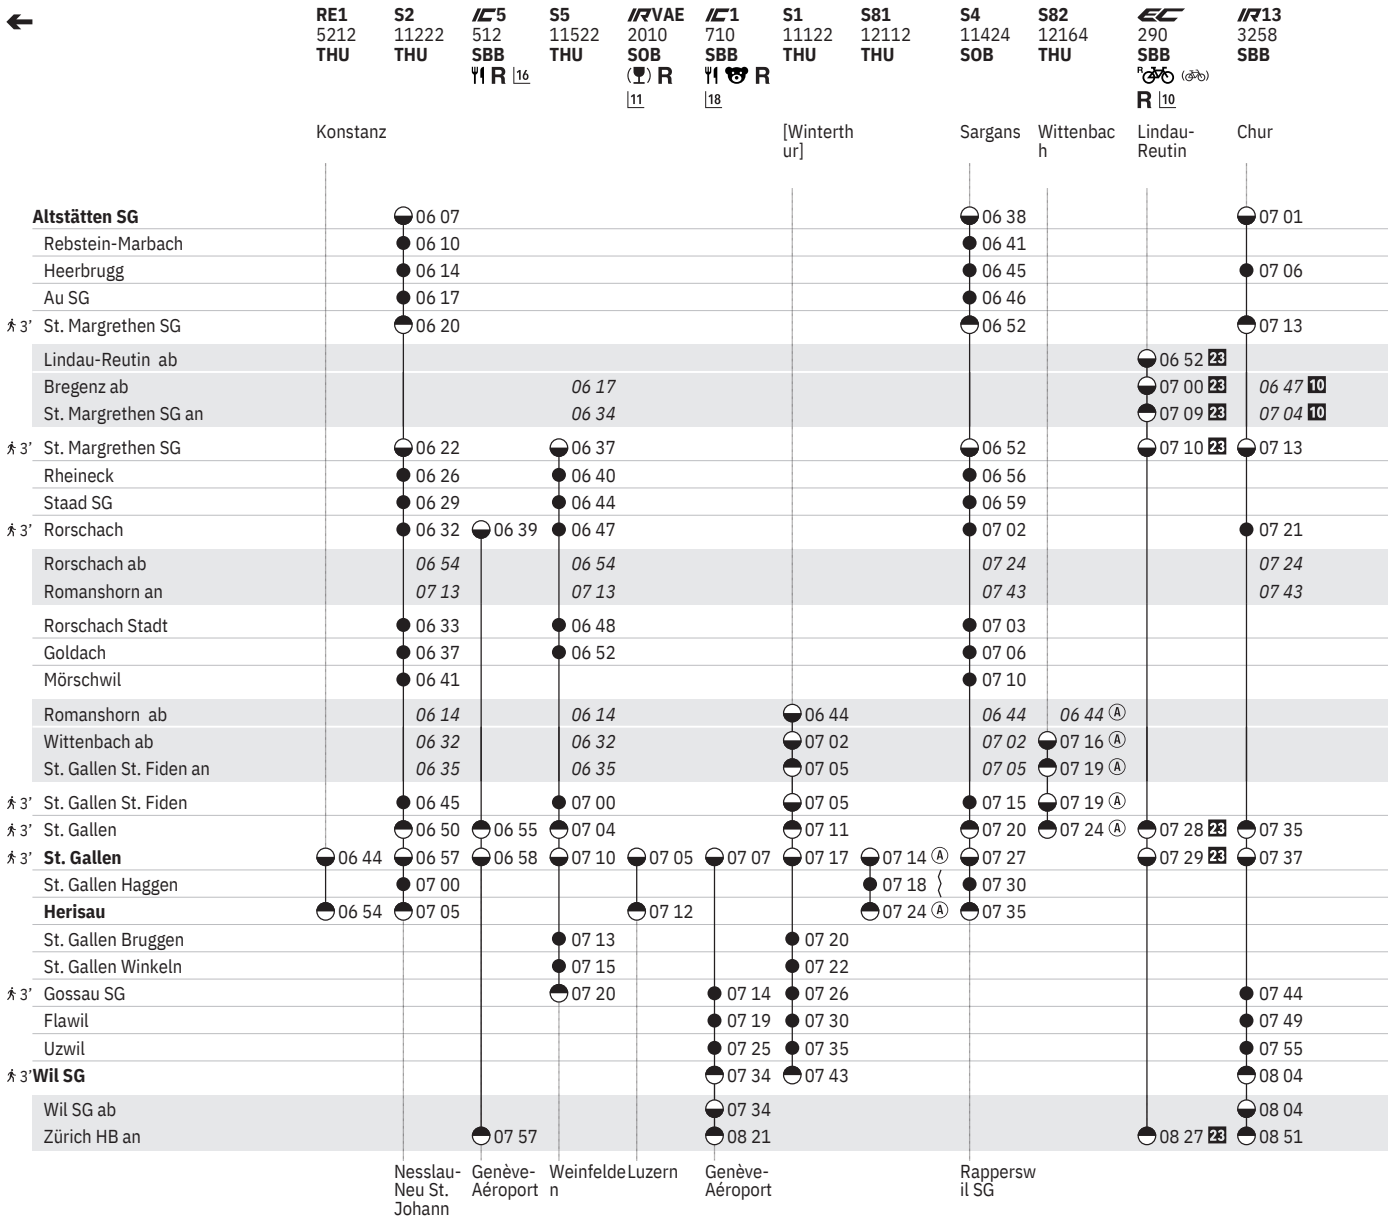 RE1 S2 IC5 S5 IRVAE IC1 S1 S81 S4 S82 EC IR13
5212 11222 512 11522 2010 710 11122 12112 11424 12164 290 3258
THU THU SBB THU SOB SBB THU THU SOB THU SBB SBB
R 16 R R R
11 18 R 10
Konstanz [Winterth Sargans Wittenbac Lindau- Chur
ur] h Reutin
Altstätten SG 06 07 06 38 07 01
Rebstein-Marbach 06 10 06 41
Heerbrugg 06 14 06 45 07 06
Au SG 06 17 06 46
3’ St. Margrethen SG 06 20 06 52 07 13
Lindau-Reutin ab 06 52 23
Bregenz ab 06 17 07 00 23 06 47 10
St. Margrethen SG an 06 34 07 09 23 07 04 10
3’ St. Margrethen SG 06 22 06 37 06 52 07 10 23 07 13
Rheineck 06 26 06 40 06 56
Staad SG 06 29 06 44 06 59
3’ Rorschach 06 32 06 39 06 47 07 02 07 21
Rorschach ab 06 54 06 54 07 24 07 24
Romanshorn an 07 13 07 13 07 43 07 43
Rorschach Stadt 06 33 06 48 07 03
Goldach 06 37 06 52 07 06
Mörschwil 06 41 07 10
Romanshorn ab 06 14 06 14 06 44 06 44 06 44 A
Wittenbach ab 06 32 06 32 07 02 07 02 07 16 A
St. Gallen St. Fiden an 06 35 06 35 07 05 07 05 07 19 A
3’ St. Gallen St. Fiden 06 45 07 00 07 05 07 15 07 19 A
3’ St. Gallen 06 50 06 55 07 04 07 11 07 20 07 24 A 07 28 23 07 35
3’ St. Gallen 06 44 06 57 06 58 07 10 07 05 07 07 07 17 07 14 A 07 27 07 29 23 07 37
St. Gallen Haggen 07 00 07 18 07 30
Herisau 06 54 07 05 07 12 07 24 A 07 35
St. Gallen Bruggen 07 13 07 20
St. Gallen Winkeln 07 15 07 22
3’ Gossau SG 07 20 07 14 07 26 07 44
Flawil 07 19 07 30 07 49
Uzwil 07 25 07 35 07 55
3’ Wil SG 07 34 07 43 08 04
Wil SG ab 07 34 08 04
Zürich HB an 07 57 08 21 08 27 23 08 51
Nesslau- Genève- Weinfelde Luzern Genève- Rappersw
Neu St. Aéroport n Aéroport il SG
Johann